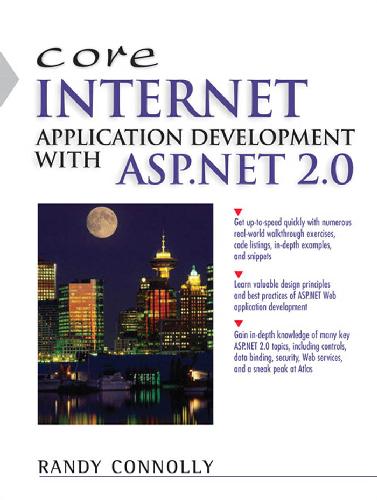 core
INTERNET
APPLICATION DEVELOPMENT
WITH ASP.NET 2.0
Get up-to-speed quickly with numerous
real-world walkthrough exercises,
code listings, in-depth examples,
and snippets
Learn valuable design principles
and best practices of ASP.NET Web
application development
Gain in-depth knowledge of many key
ASP.NET 2.0 topics, including controls,
data binding, security, Web services,
and a sneak peak at Atlas
RANDY CONNOLLY